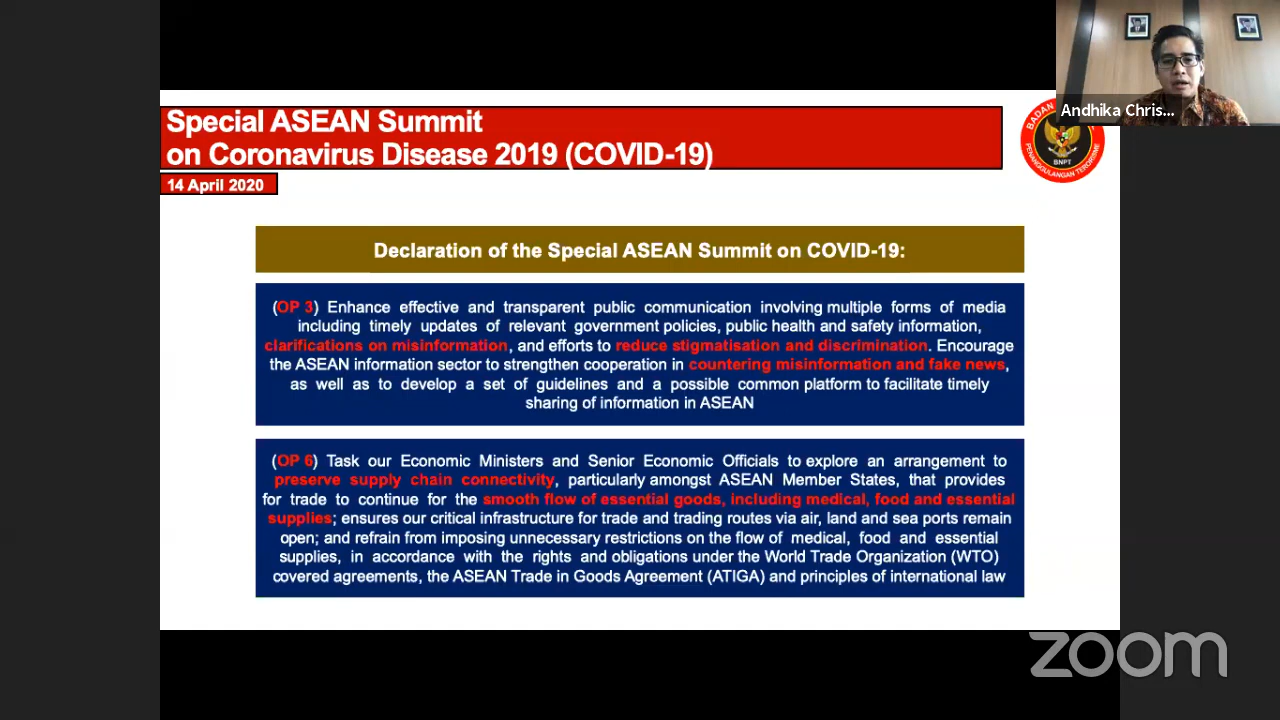 Special ASEAN Summit
on Coronavirus Disease 2019 (COVID-19)
14 April 2020
Andhika Chris...
BADAN
BNPT
PENANGGULANGAN TERORISME
Declaration of the Special ASEAN Summit on COVID-19:
(OP 3) Enhance effective and transparent public communication involving multiple forms of media
including timely updates of relevant government policies, public health and safety information,
clarifications on misinformation, and efforts to reduce stigmatisation and discrimination. Encourage
the ASEAN information sector to strengthen cooperation in countering misinformation and fake news,
as well as to develop a set of guidelines and a possible common platform to facilitate timely
sharing of information in ASEAN
(OP 6) Task our Economic Ministers and Senior Economic Officials to explore an arrangement to
preserve supply chain connectivity, particularly amongst ASEAN Member States, that provides
for trade to continue for the smooth flow of essential goods, including medical, food and essential
supplies; ensures our critical infrastructure for trade and trading routes via air, land and sea ports remain
open; and refrain from imposing unnecessary restrictions on the flow of medical, food and essential
supplies, in accordance with the rights and obligations under the World Trade Organization (WTO)
covered agreements, the ASEAN Trade in Goods Agreement (ATIGA) and principles of international law
zoom